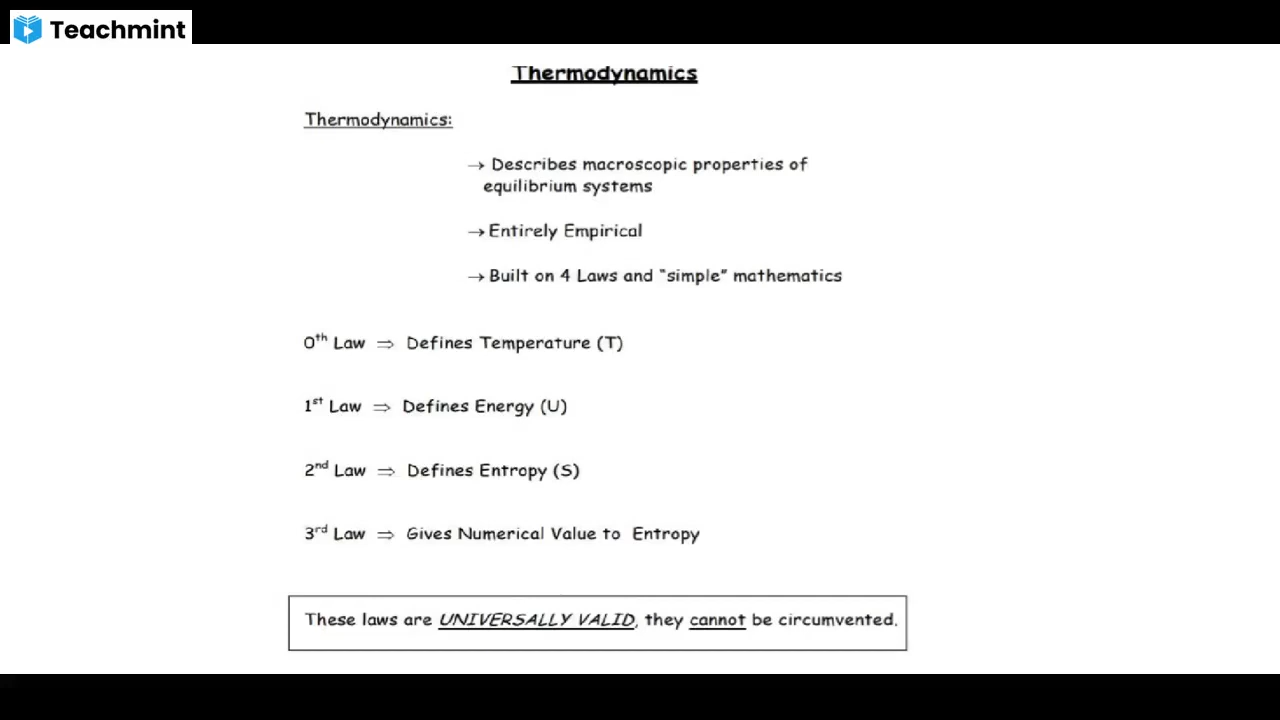 Teachmint
Thermodynamics
Thermodynamics:
→ Describes macroscopic properties of
equilibrium systems
→ Entirely Empirical
→ Built on 4 Laws and “simple” mathematics
0th Law ⇒ Defines Temperature (T)
1st Law ⇒ Defines Energy (U)
2nd Law ⇒ Defines Entropy (S)
3rd Law ⇒ Gives Numerical Value to Entropy
These laws are UNIVERSALLY VALID, they cannot be circumvented.